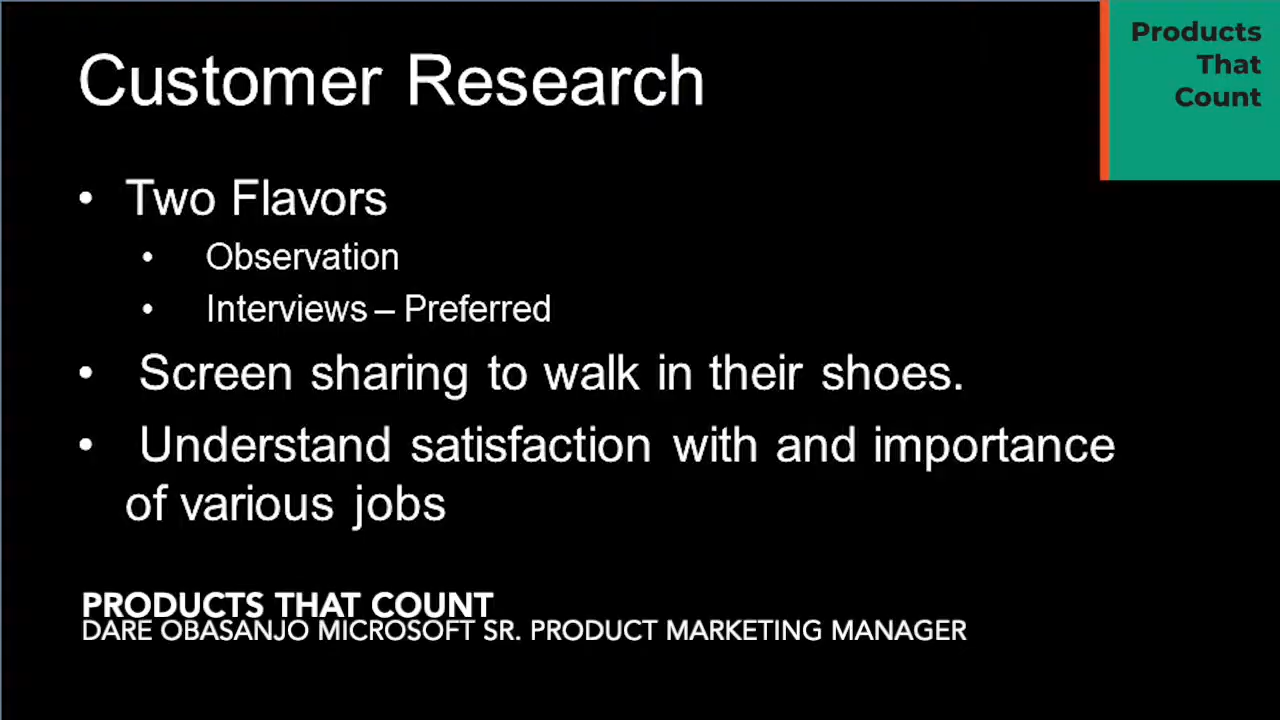 Customer Research
Products
That
Count
• Two Flavors
• Observation
• Interviews – Preferred
• Screen sharing to walk in their shoes.
• Understand satisfaction with and importance
of various jobs
PRODUCTS THAT COUNT
DARE OBASANJO MICROSOFT SR. PRODUCT MARKETING MANAGER